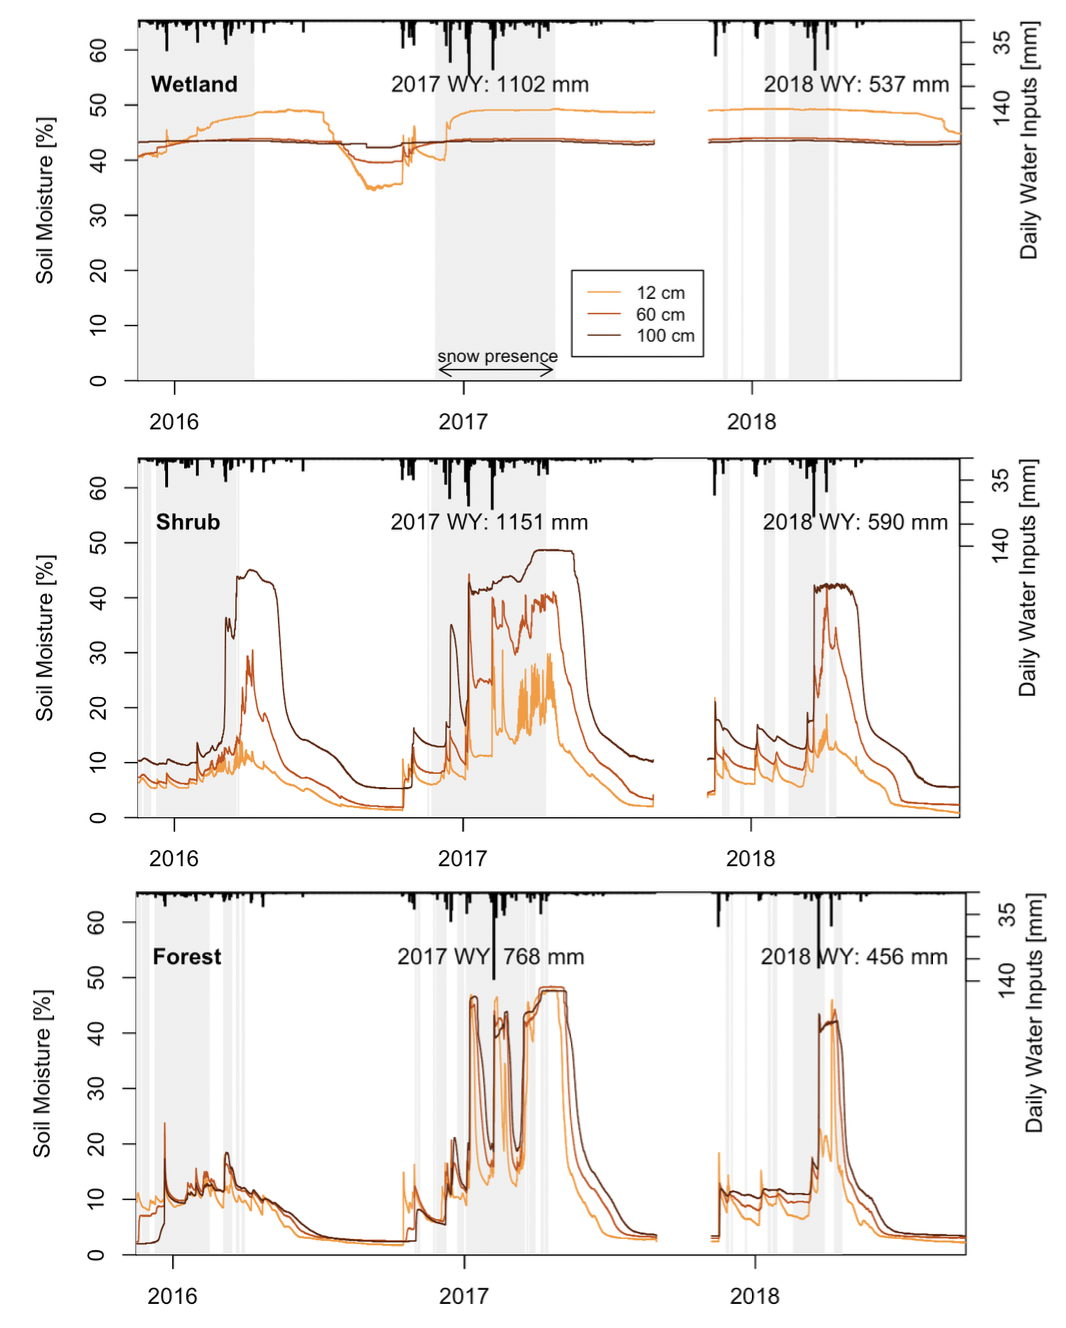 60
50
40
30
20
10
0
Soil Moisture [%]
Wetland
2017 WY: 1102 mm
2018 WY: 537 mm
35
140
Daily Water Inputs [mm]
12 cm
60 cm
100 cm
snow presence
2016
2017
2018
60
50
40
30
20
10
0
Soil Moisture [%]
Shrub
2017 WY: 1151 mm
2018 WY: 590 mm
35
140
Daily Water Inputs [mm]
2016
2017
2018
60
50
40
30
20
10
0
Soil Moisture [%]
Forest
2017 WY 768 mm
2018 WY: 456 mm
35
140
Daily Water Inputs [mm]
2016
2017
2018